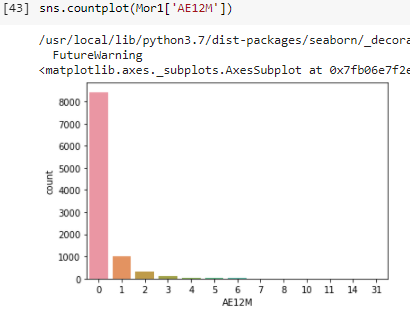 [43] sns.countplot(Mor1['AE12M'])
/usr/local/lib/python3.7/dist-packages/seaborn/_decora
FutureWarning
<matplotlib.axes._subplots.AxesSubplot at 0x7fb06e7f2e
8000
7000
6000
5000
4000
3000
2000
1000
0
count
0 1 2 3 4 5 6 7 8 10 11 14 31
AE12M